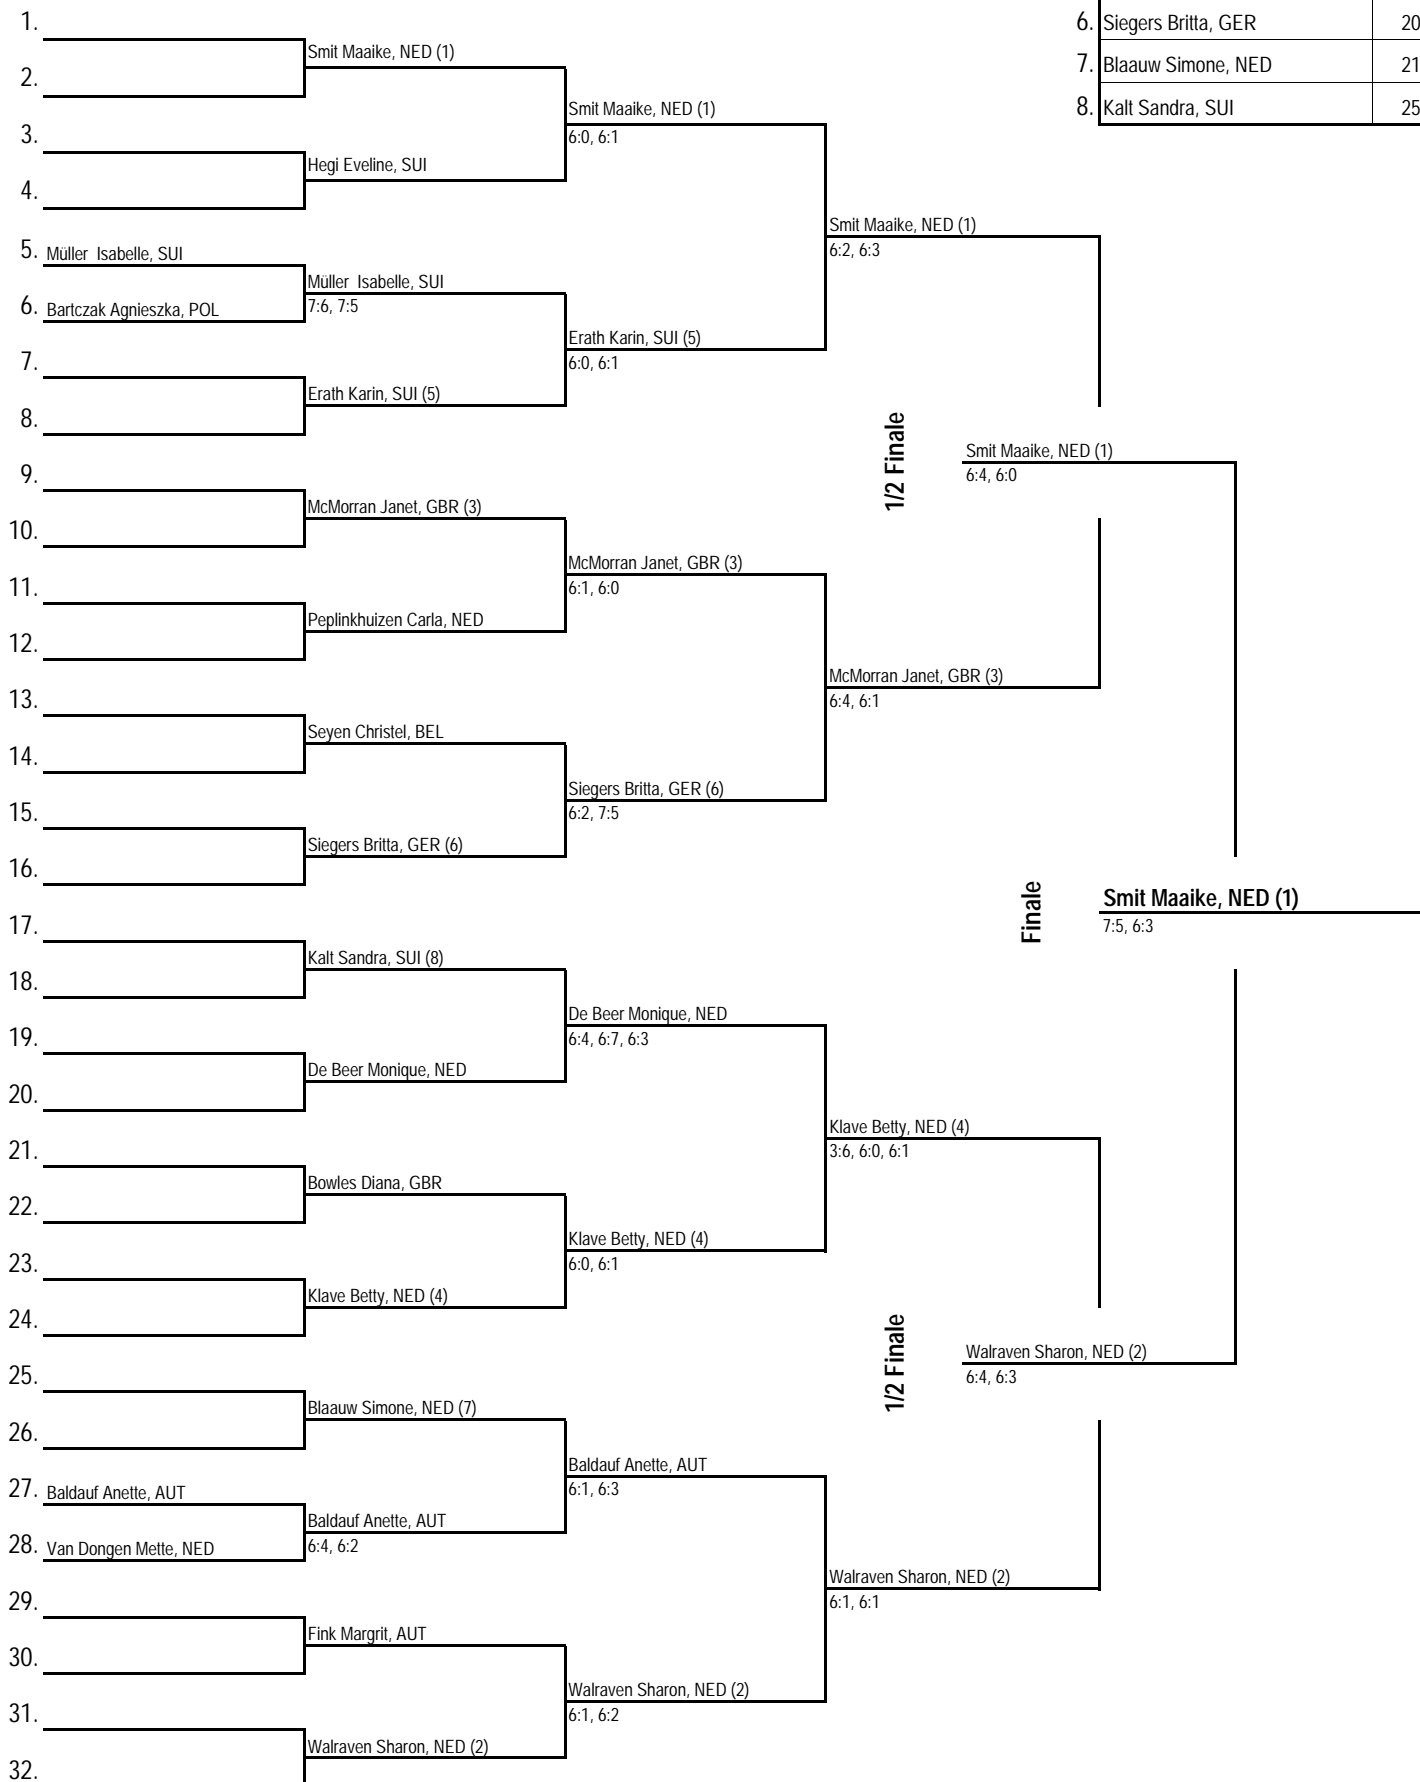 6. Siegers Britta, GER 20
7. Blaauw Simone, NED 21
8. Kalt Sandra, SUI 25
1.
Smit Maaike, NED (1)
2.
Smit Maaike, NED (1)
6:0, 6:1
3.
Hegi Eveline, SUI
4.
Smit Maaike, NED (1)
6:2, 6:3
5. Müller Isabelle, SUI
Müller Isabelle, SUI
7:6, 7:5
6. Bartczak Agnieszka, POL
Erath Karin, SUI (5)
6:0, 6:1
7.
Erath Karin, SUI (5)
8.
1/2 Finale
Smit Maaike, NED (1)
6:4, 6:0
9.
McMorran Janet, GBR (3)
10.
McMorran Janet, GBR (3)
6:1, 6:0
11.
Peplinkhuizen Carla, NED
12.
McMorran Janet, GBR (3)
6:4, 6:1
13.
Seyen Christel, BEL
14.
Siegers Britta, GER (6)
6:2, 7:5
15.
Siegers Britta, GER (6)
16.
Finale
Smit Maaike, NED (1)
7:5, 6:3
17.
Kalt Sandra, SUI (8)
18.
De Beer Monique, NED
6:4, 6:7, 6:3
19.
De Beer Monique, NED
20.
Klave Betty, NED (4)
3:6, 6:0, 6:1
21.
Bowles Diana, GBR
22.
Klave Betty, NED (4)
6:0, 6:1
23.
Klave Betty, NED (4)
24.
1/2 Finale
Walraven Sharon, NED (2)
6:4, 6:3
25.
Blaauw Simone, NED (7)
26.
Baldauf Anette, AUT
6:1, 6:3
27. Baldauf Anette, AUT
Baldauf Anette, AUT
6:4, 6:2
28. Van Dongen Mette, NED
Walraven Sharon, NED (2)
6:1, 6:1
29.
Fink Margrit, AUT
30.
Walraven Sharon, NED (2)
6:1, 6:2
31.
Walraven Sharon, NED (2)
32.